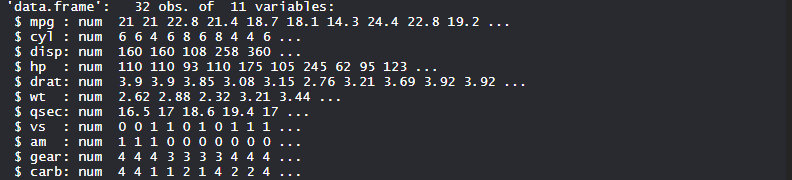 'data.frame':   32 obs. of  11 variables:
 $ mpg : num  21 21 22.8 21.4 18.7 18.1 14.3 24.4 22.8 19.2 ...
 $ cyl : num  6 6 4 6 8 6 8 4 4 6 ...
 $ disp: num  160 160 108 258 360 ...
 $ hp  : num  110 110 93 110 175 105 245 62 95 123 ...
 $ drat: num  3.9 3.9 3.85 3.08 3.15 2.76 3.21 3.69 3.92 3.92 ...
 $ wt  : num  2.62 2.88 2.32 3.21 3.44 ...
 $ qsec: num  16.5 17 18.6 19.4 17 ...
 $ vs  : num  0 0 1 1 0 1 0 1 1 1 ...
 $ am  : num  1 1 1 0 0 0 0 0 0 0 ...
 $ gear: num  4 4 4 3 3 3 3 4 4 4 ...
 $ carb: num  4 4 1 1 2 1 4 2 2 4 ...